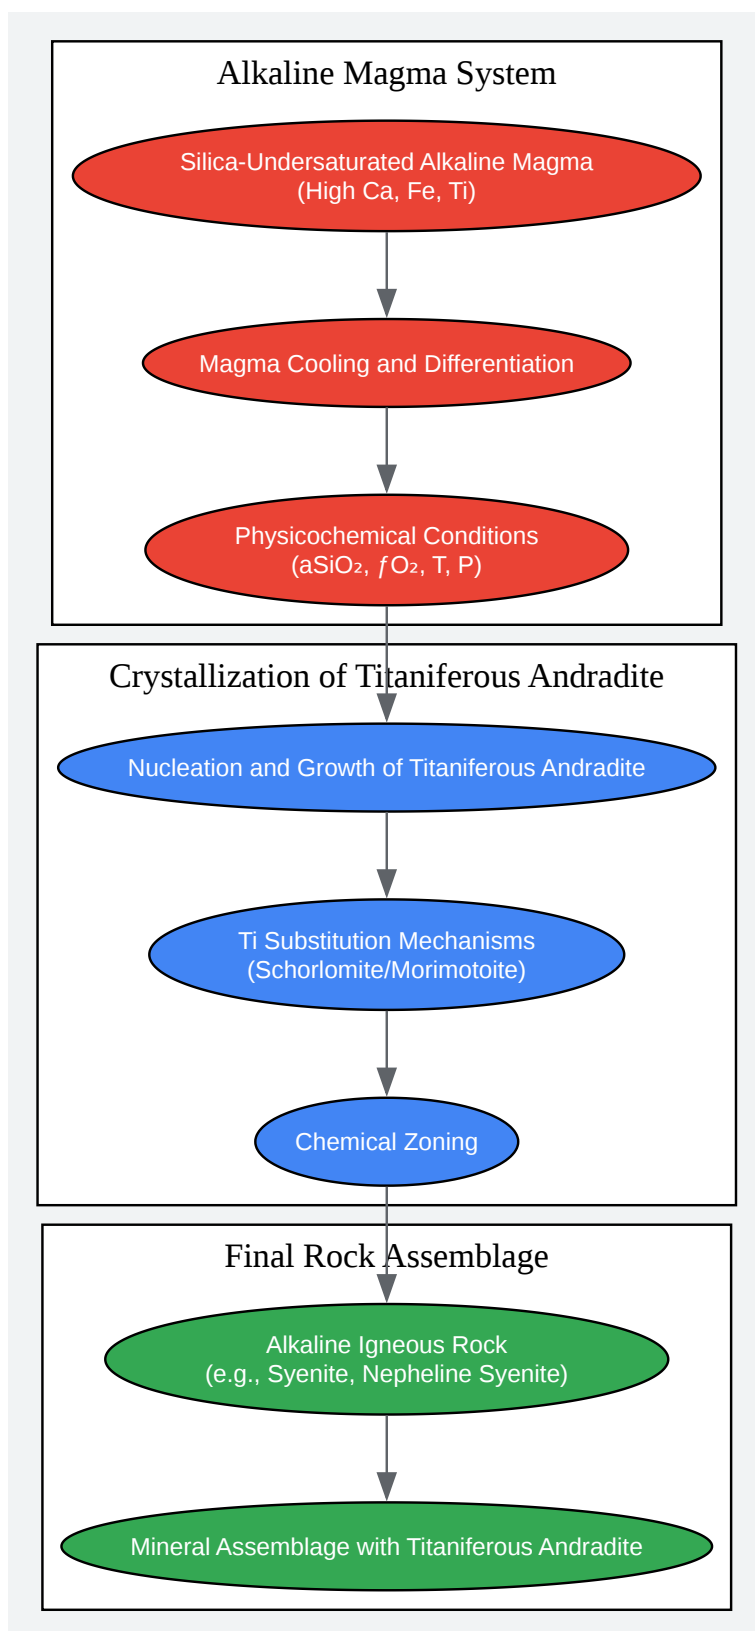 Alkaline Magma System
Silica-Undersaturated Alkaline Magma
(High Ca, Fe, Ti)
Magma Cooling and Differentiation
Physicochemical Conditions
(aSiO₂, ƒO₂, T, P)
Crystallization of Titaniferous Andradite
Nucleation and Growth of Titaniferous Andradite
Ti Substitution Mechanisms
(Schorlomite/Morimotoite)
Chemical Zoning
Final Rock Assemblage
Alkaline Igneous Rock
(e.g., Syenite, Nepheline Syenite)
Mineral Assemblage with Titaniferous Andradite